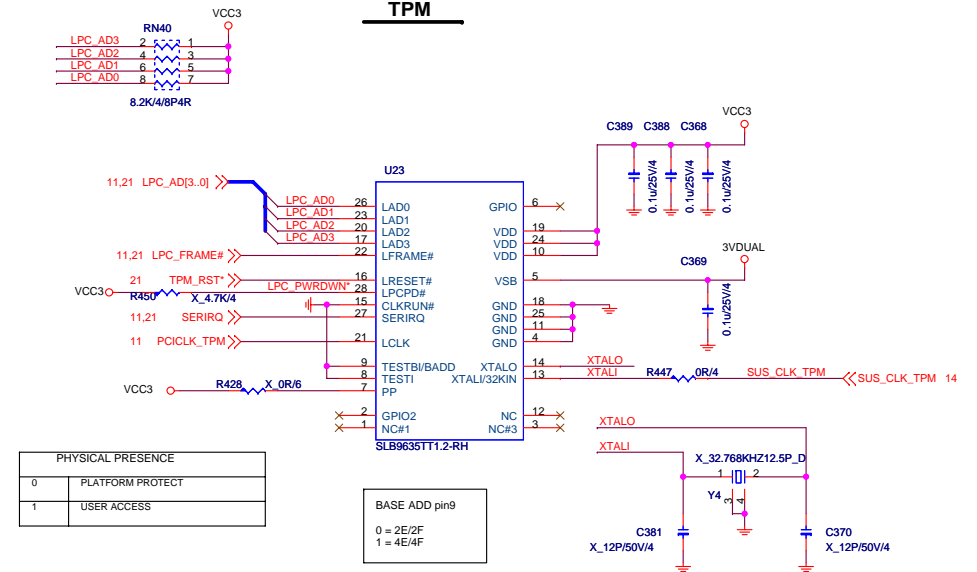 TPM
VCC3
RN40
LPC_AD3 2 1
LPC_AD2 4 3
LPC_AD1 6 5
LPC_AD0 8 7
8.2K/4/8P4R
VCC3
C389 C388 C368
0.1u/25V/4 0.1u/25V/4 0.1u/25V/4
U23
11,21 LPC_AD[3..0]
LPC_AD0 26 LAD0
LPC_AD1 23 LAD1
LPC_AD2 20 LAD2
LPC_AD3 17 LAD3
11,21 LPC_FRAME# 22 LFRAME#
21 TPM_RST* 16 LRESET#
VCC3 R450 X_4.7K/4 LPC_PWRDWN* 28 LPCPD#
15 CLKRUN#
11,21 SERIRQ 27 SERIRQ
11 PCICLK_TPM 21 LCLK
9 TESTBI/BADD
8 TESTI
VCC3 R428 X_0R/6 7 PP
2 GPIO2
1 NC#1
GPIO 6
VDD 19
VDD 24
VDD 10
VSB 5
GND 18
GND 25
GND 11
GND 4
XTALO 14 XTALO
XTALI/32KIN 13 XTALI
NC 12
NC#3 3
SLB9635TT1.2-RH
3VDUAL
C369
0.1u/25V/4
R447 0R/4 SUS_CLK_TPM SUS_CLK_TPM 14
XTALO
XTALI
X_32.768KHZ12.5P_D
1 2
Y4 3 4
C381
X_12P/50V/4
C370
X_12P/50V/4
PHYSICAL PRESENCE
0 PLATFORM PROTECT
1 USER ACCESS
BASE ADD pin9
0 = 2E/2F
1 = 4E/4F